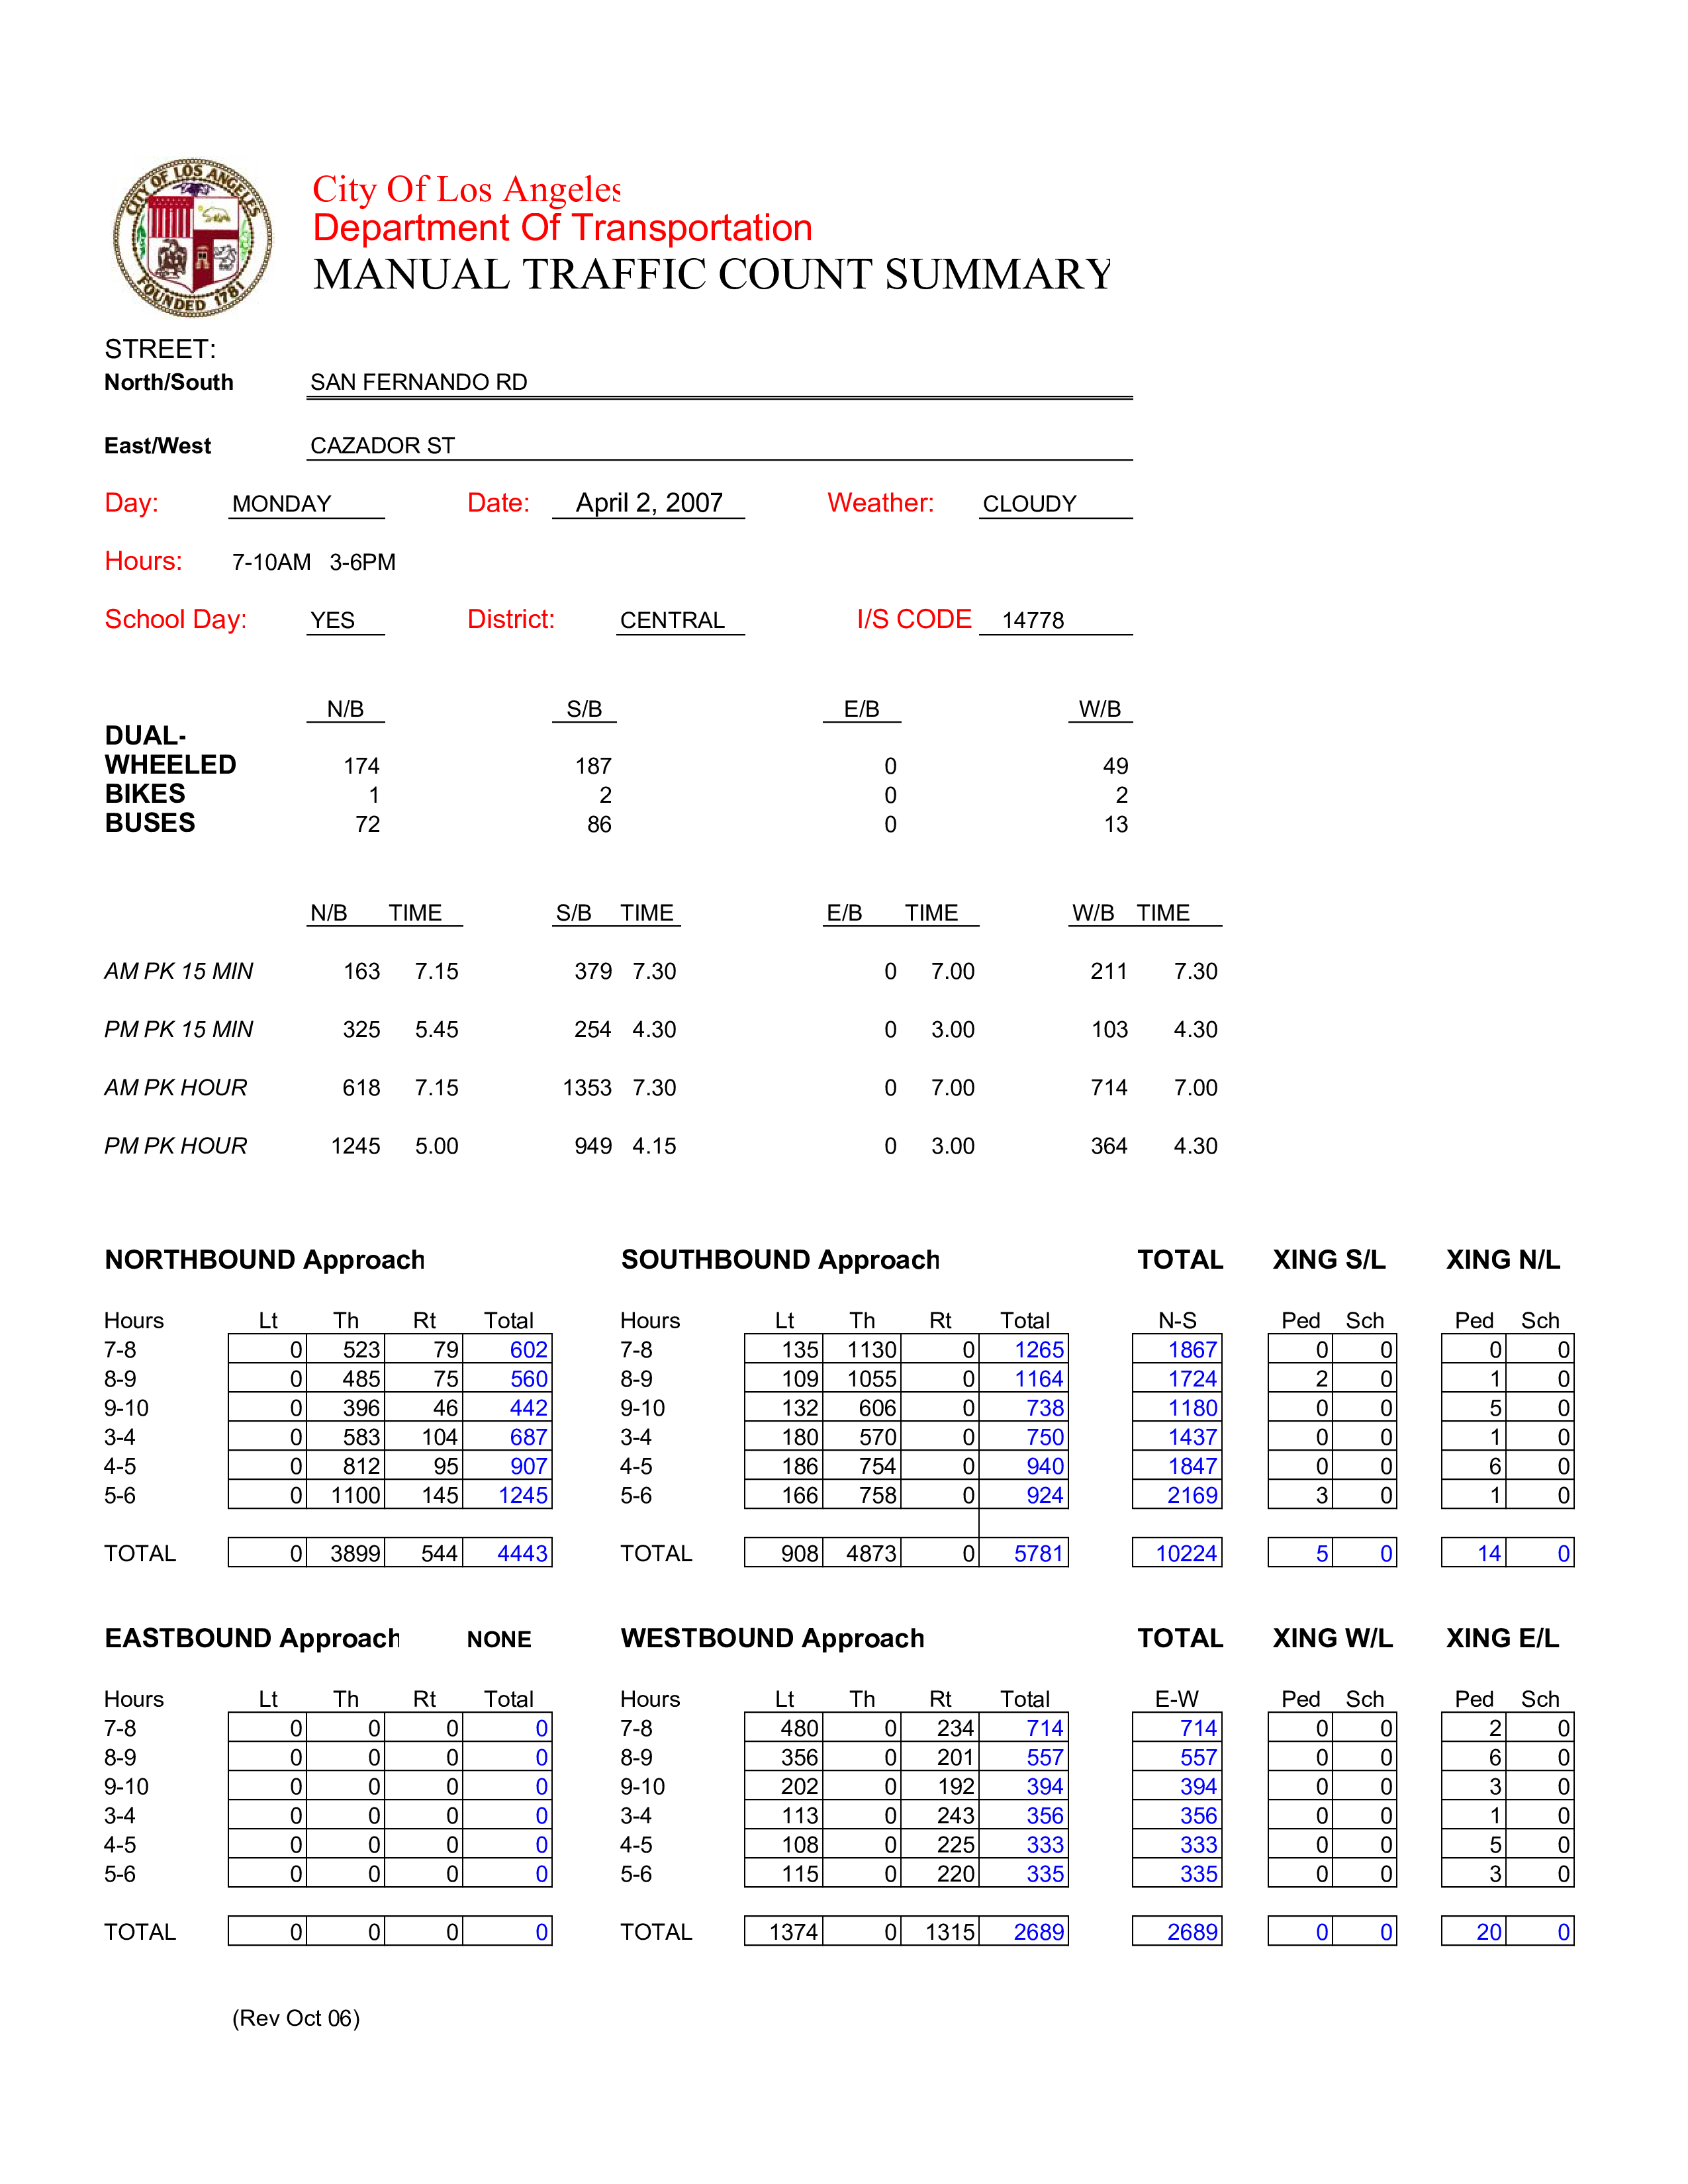 CITY OF LOS ANGELES
FOUNDED 1781
City Of Los Angeles
Department Of Transportation
MANUAL TRAFFIC COUNT SUMMARY
STREET:
North/South SAN FERNANDO RD
East/West CAZADOR ST
Day: MONDAY Date: April 2, 2007 Weather: CLOUDY
Hours: 7-10AM 3-6PM
School Day: YES District: CENTRAL I/S CODE 14778
N/B S/B E/B W/B
DUAL-
WHEELED 174 187 0 49
BIKES 1 2 0 2
BUSES 72 86 0 13
N/B TIME S/B TIME E/B TIME W/B TIME
AM PK 15 MIN 163 7.15 379 7.30 0 7.00 211 7.30
PM PK 15 MIN 325 5.45 254 4.30 0 3.00 103 4.30
AM PK HOUR 618 7.15 1353 7.30 0 7.00 714 7.00
PM PK HOUR 1245 5.00 949 4.15 0 3.00 364 4.30
NORTHBOUND Approach SOUTHBOUND Approach TOTAL XING S/L XING N/L
Hours Lt Th Rt Total Hours Lt Th Rt Total N-S Ped Sch Ped Sch
7-8 0 523 79 602 7-8 135 1130 0 1265 1867 0 0 0 0
8-9 0 485 75 560 8-9 109 1055 0 1164 1724 2 0 1 0
9-10 0 396 46 442 9-10 132 606 0 738 1180 0 0 5 0
3-4 0 583 104 687 3-4 180 570 0 750 1437 0 0 1 0
4-5 0 812 95 907 4-5 186 754 0 940 1847 0 0 6 0
5-6 0 1100 145 1245 5-6 166 758 0 924 2169 3 0 1 0
TOTAL 0 3899 544 4443 TOTAL 908 4873 0 5781 10224 5 0 14 0
EASTBOUND Approach NONE WESTBOUND Approach TOTAL XING W/L XING E/L
Hours Lt Th Rt Total Hours Lt Th Rt Total E-W Ped Sch Ped Sch
7-8 0 0 0 0 7-8 480 0 234 714 714 0 0 2 0
8-9 0 0 0 0 8-9 356 0 201 557 557 0 0 6 0
9-10 0 0 0 0 9-10 202 0 192 394 394 0 0 3 0
3-4 0 0 0 0 3-4 113 0 243 356 356 0 0 1 0
4-5 0 0 0 0 4-5 108 0 225 333 333 0 0 5 0
5-6 0 0 0 0 5-6 115 0 220 335 335 0 0 3 0
TOTAL 0 0 0 0 TOTAL 1374 0 1315 2689 2689 0 0 20 0
(Rev Oct 06)